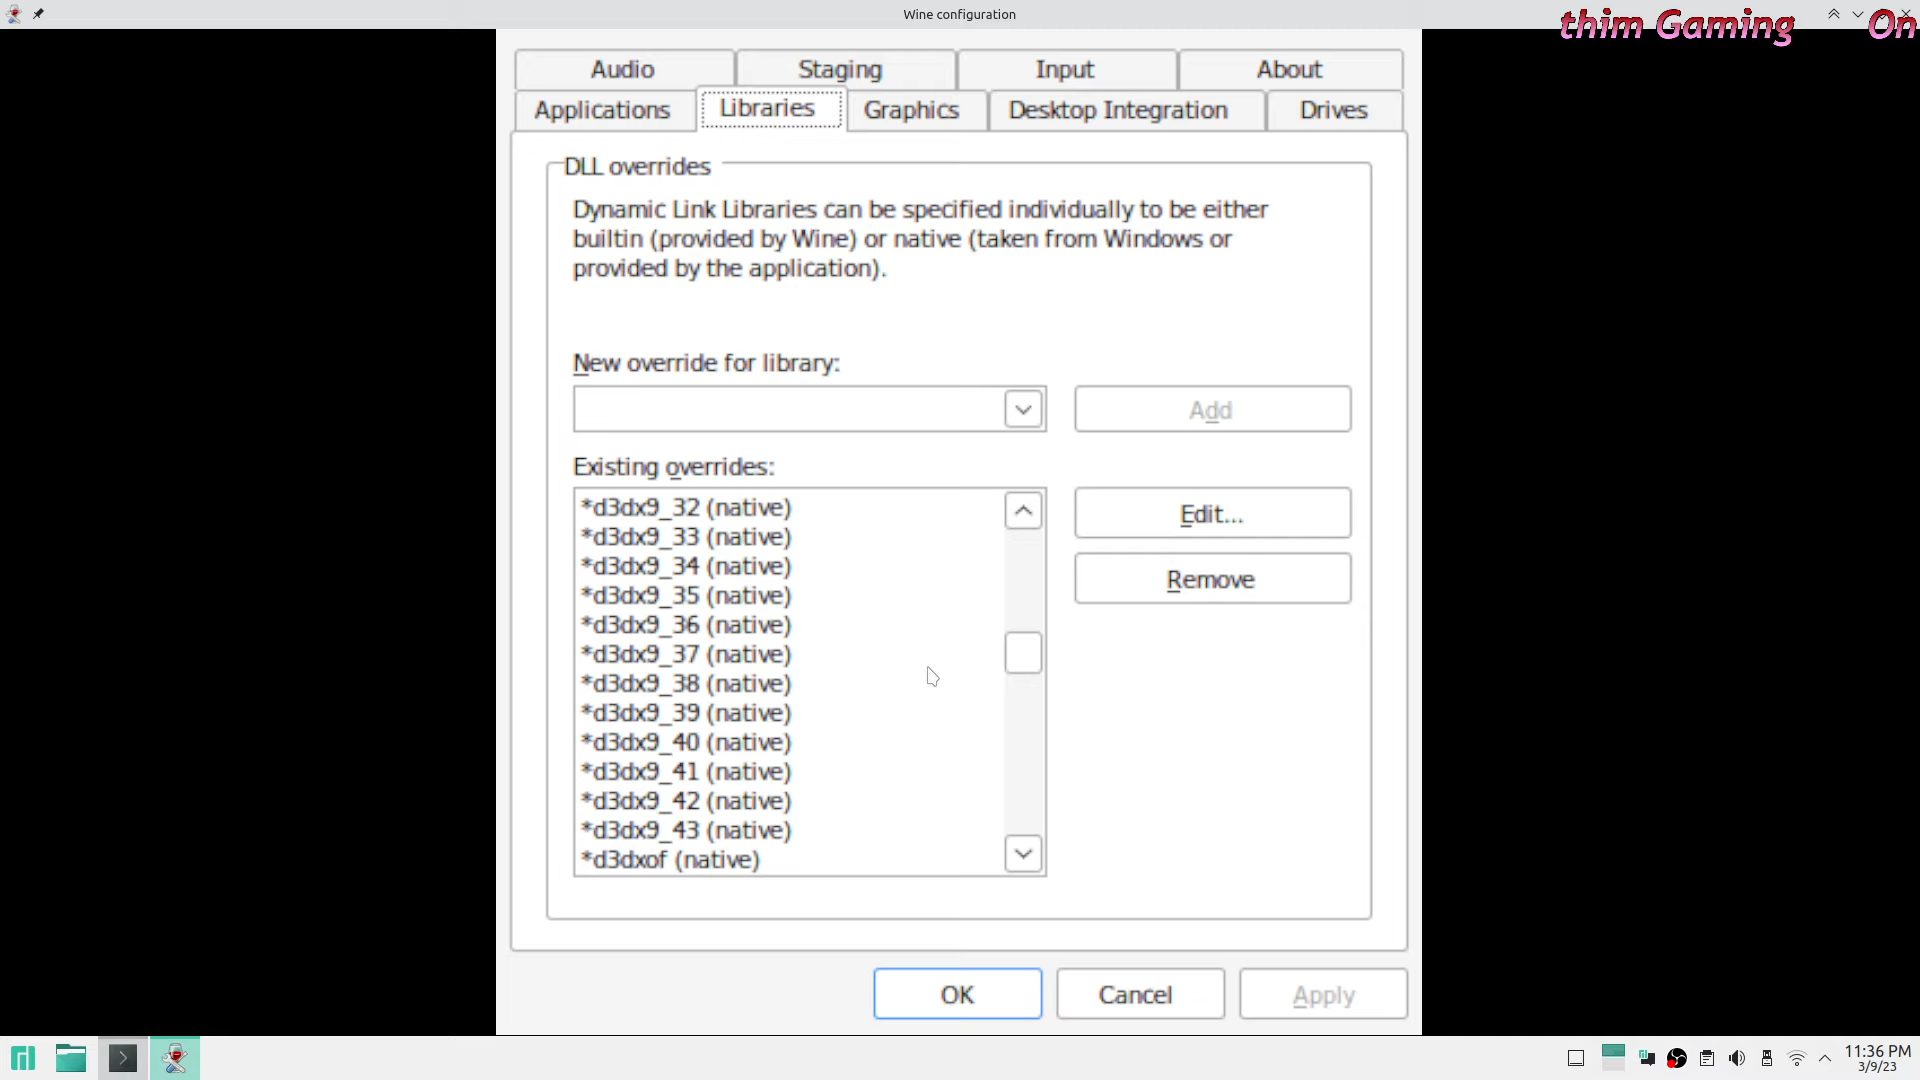 Wine configuration
thim Gaming On
Audio Staging Input About
Applications Libraries Graphics Desktop Integration Drives
DLL overrides
Dynamic Link Libraries can be specified individually to be either
builtin (provided by Wine) or native (taken from Windows or
provided by the application).
New override for library:
Add
Existing overrides:
*d3dx9_32 (native)
*d3dx9_33 (native)
*d3dx9_34 (native)
*d3dx9_35 (native)
*d3dx9_36 (native)
*d3dx9_37 (native)
*d3dx9_38 (native)
*d3dx9_39 (native)
*d3dx9_40 (native)
*d3dx9_41 (native)
*d3dx9_42 (native)
*d3dx9_43 (native)
*d3dxof (native)
Edit...
Remove
OK Cancel Apply
11:36 PM
3/9/23